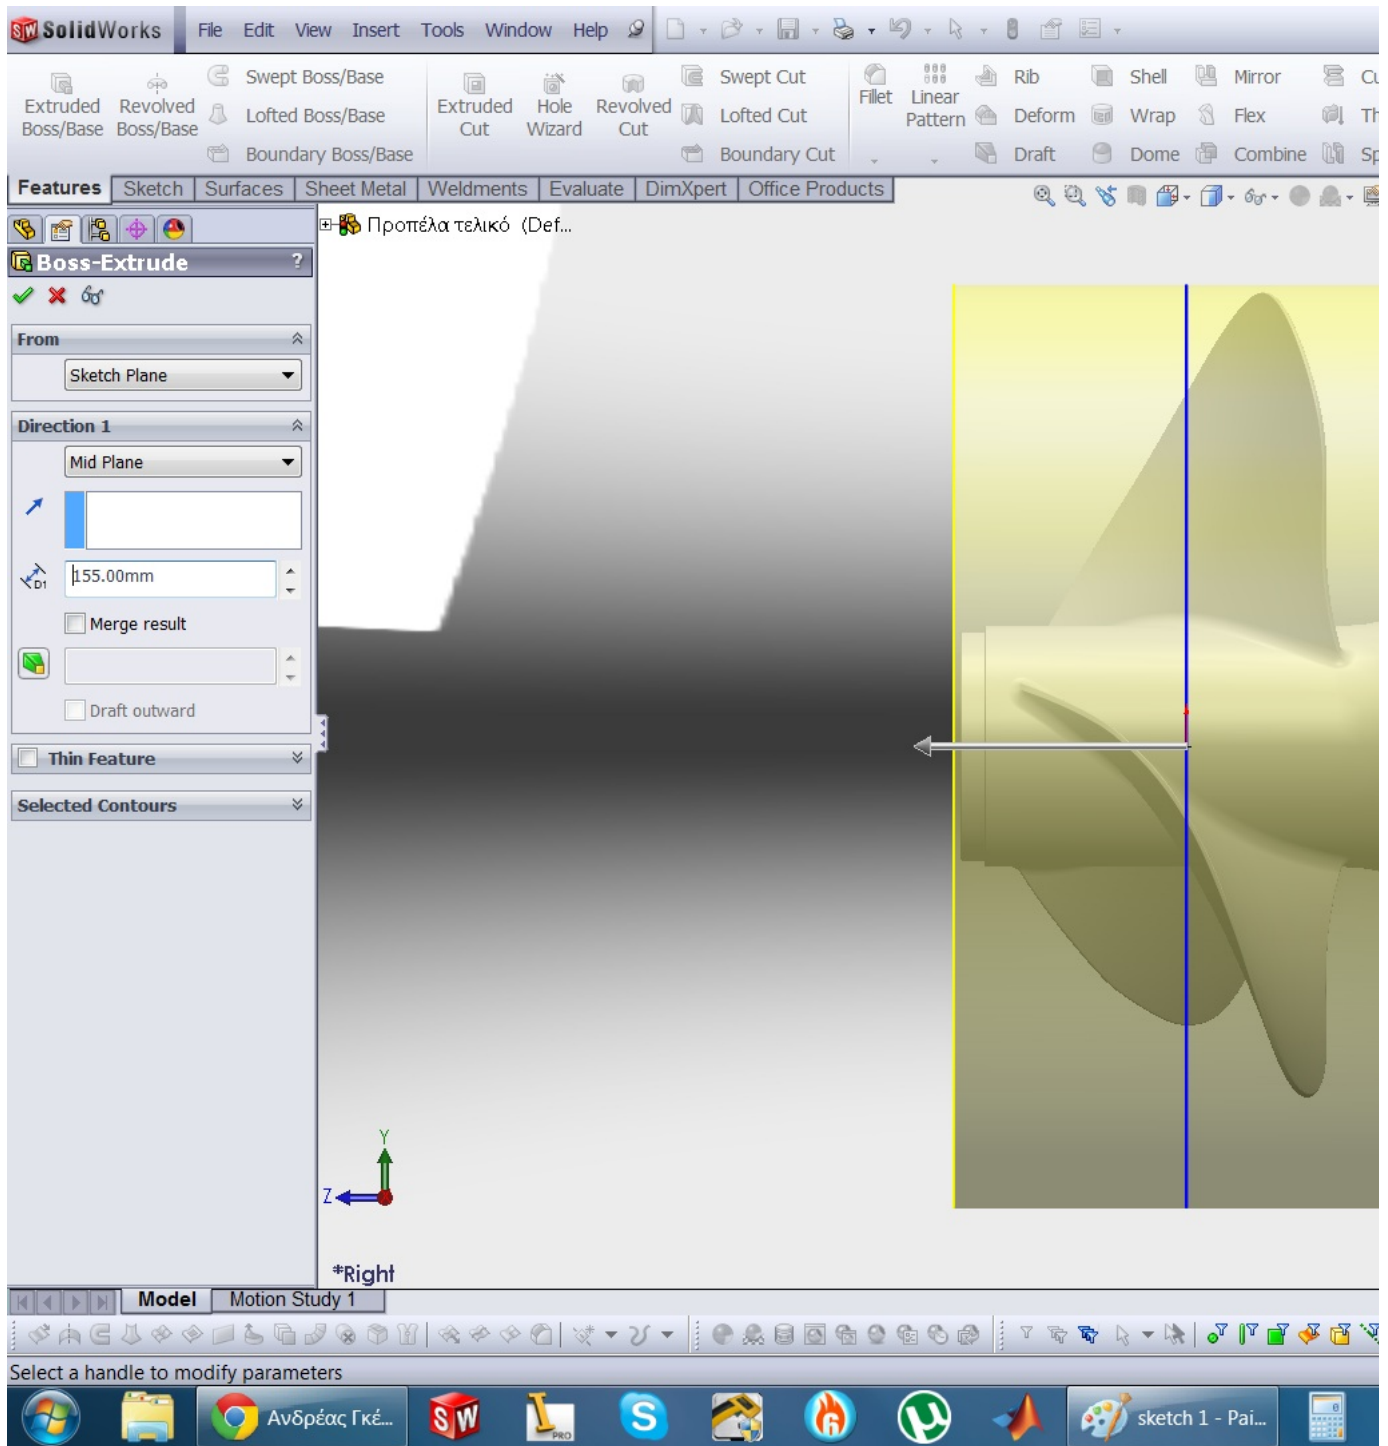 SolidWorks File Edit View Insert Tools Window Help
Swept Boss/Base Swept Cut Rib Shell Mirror
Extruded Boss/Base Revolved Boss/Base Lofted Boss/Base Extruded Cut Hole Wizard Revolved Cut Lofted Cut Fillet Linear Pattern Deform Wrap Flex
Boundary Boss/Base Boundary Cut Draft Dome Combine
Features Sketch Surfaces Sheet Metal Weldments Evaluate DimXpert Office Products
Προπέλα τελικό (Def...
Boss-Extrude ?
From
Sketch Plane
Direction 1
Mid Plane
D1 155.00mm
Merge result
Draft outward
Thin Feature
Selected Contours
Y
Z
*Right
Model Motion Study 1
Select a handle to modify parameters
Ανδρέας Γκέ... SW PRO S sketch 1 - Pai...